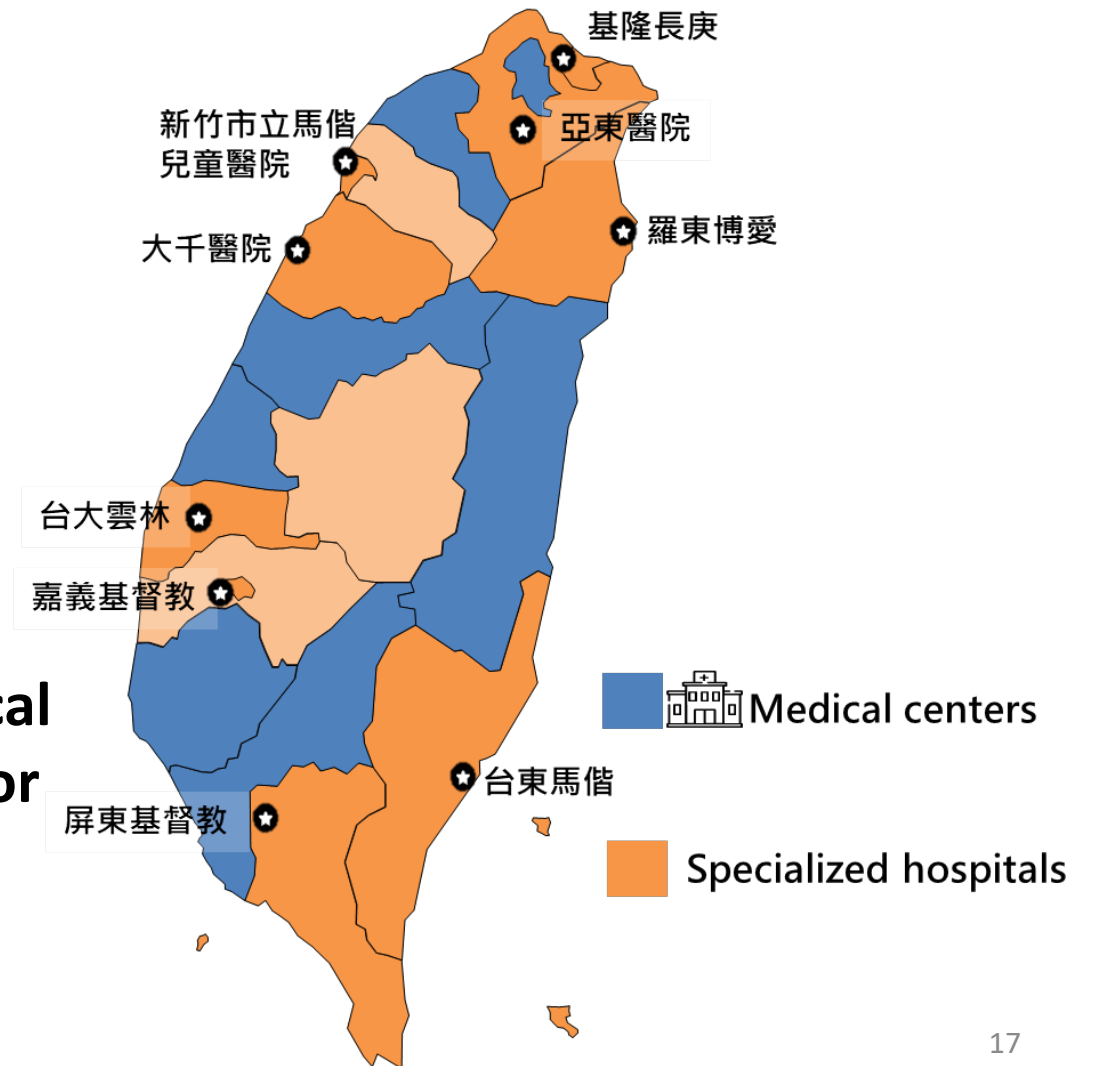 基隆長庚
新竹市立馬偕
兒童醫院
亞東醫院
大千醫院
羅東博愛
台大雲林
嘉義基督教
cal
or
屏東基督教
台東馬偕
Medical centers
Specialized hospitals
17